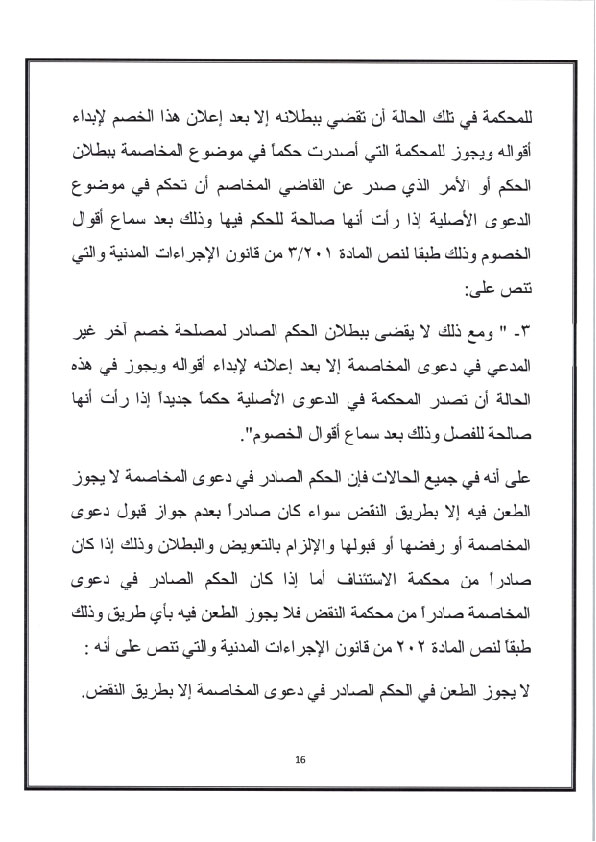 للمحكمة في تلك الحالة أن تقضي ببطلانه إلا بعد إعلان هذا الخصم لإبداء
أقواله ويجوز للمحكمة التي أصدرت حكماً في موضوع المخاصمة ببطلان
الحكم أو الأمر الذي صدر عن القاضي المخاصم أن تحكم في موضوع
الدعوى الأصلية إذا رأت أنها صالحة للحكم فيها وذلك بعد سماع أقوال
الخصوم وذلك طبقا لنص المادة ٣/٢٠١ من قانون الإجراءات المدنية والتي
تنص على:
٣- " ومع ذلك لا يقضى ببطلان الحكم الصادر لمصلحة خصم آخر غير
المدعي في دعوى المخاصمة إلا بعد إعلانه لإبداء أقواله ويجوز في هذه
الحالة أن تصدر المحكمة في الدعوى الأصلية حكماً جديداً إذا رأت أنها
صالحة للفصل وذلك بعد سماع أقوال الخصوم".
على أنه في جميع الحالات فإن الحكم الصادر في دعوى المخاصمة لا يجوز
الطعن فيه إلا بطريق النقض سواء كان صادراً بعدم جواز قبول دعوى
المخاصمة أو رفضها أو قبولها والإلزام بالتعويض والبطلان وذلك إذا كان
صادراً من محكمة الاستئناف أما إذا كان الحكم الصادر في دعوى
المخاصمة صادراً من محكمة النقض فلا يجوز الطعن فيه بأي طريق وذلك
طبقاً لنص المادة ٢٠٢ من قانون الإجراءات المدنية والتي تنص على أنه :
لا يجوز الطعن في الحكم الصادر في دعوى المخاصمة إلا بطريق النقض.
16